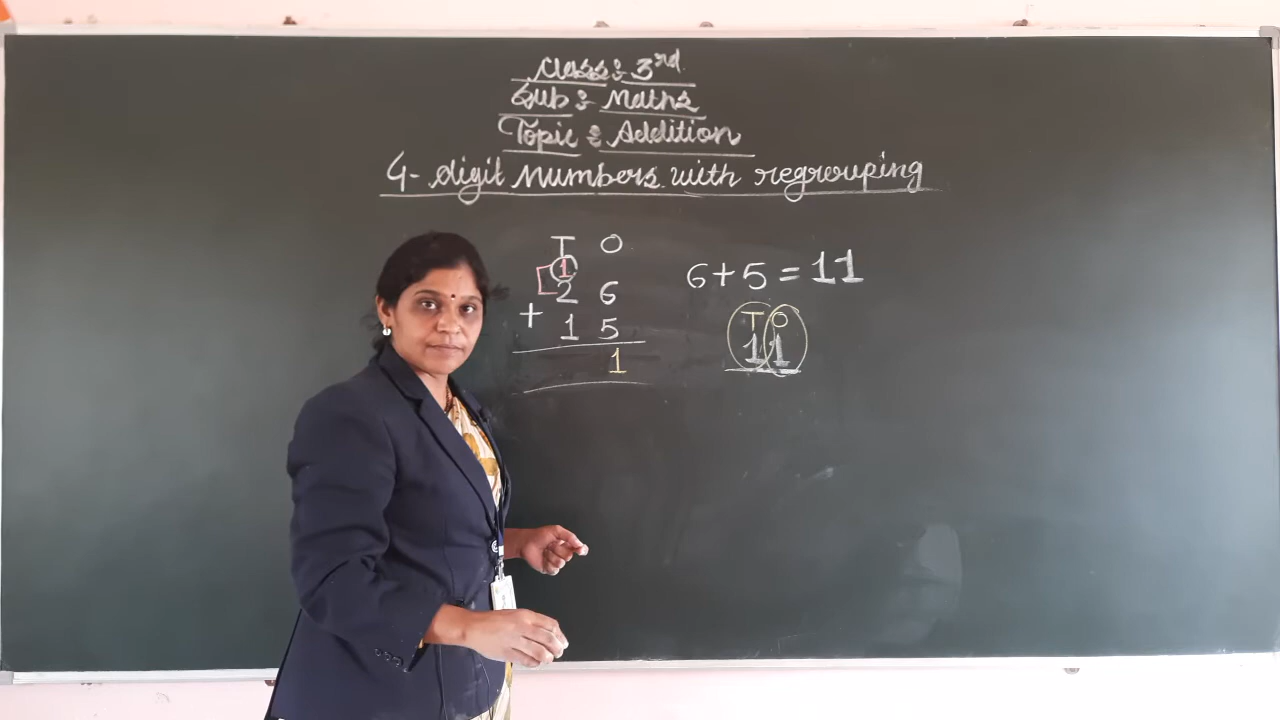 Class: 3rd
Sub: Maths
Topic: Addition
4- digit numbers with regrouping
T O
1
2 6
+ 1 5
1
6+5=11
T O
1 1